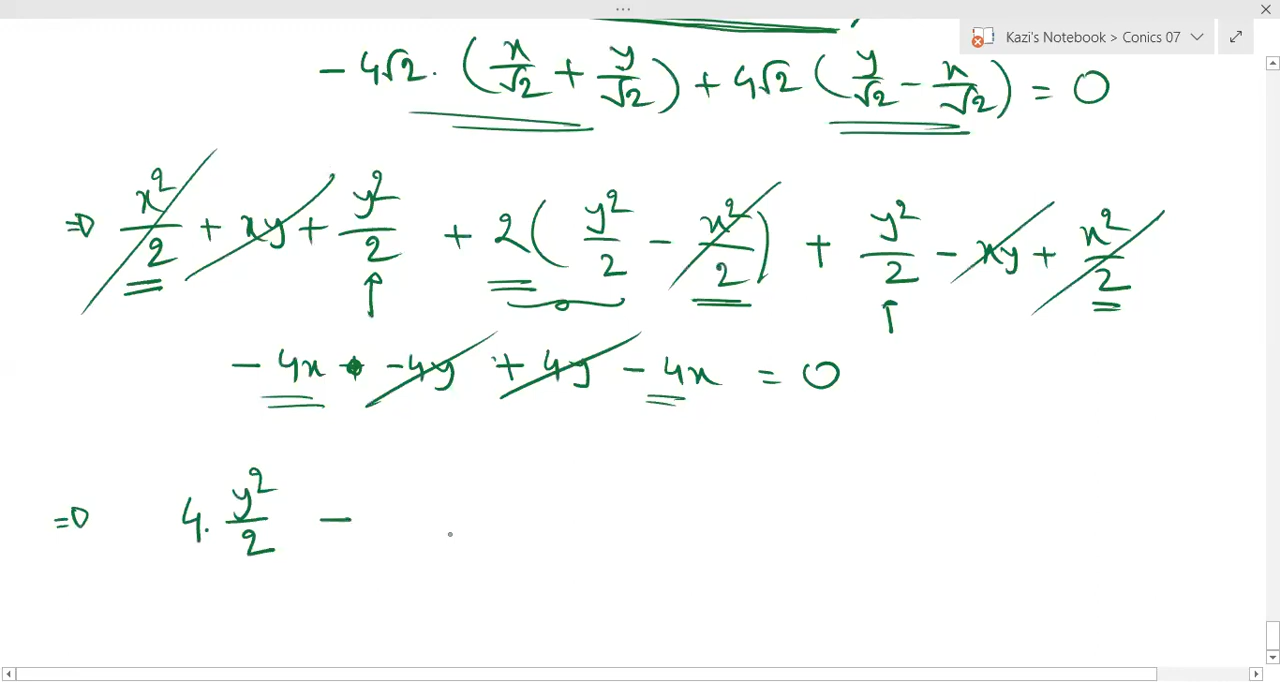 Kazi's Notebook > Conics 07
- 4√2. (x/√2 + y/√2) + 4√2 (y/√2 - x/√2) = 0
⇒ x²/2 + xy + y²/2 + 2(y²/2 - x²/2) + y²/2 - xy + x²/2
- 4x - 4y + 4y - 4x = 0
⇒ 4. y²/2 -